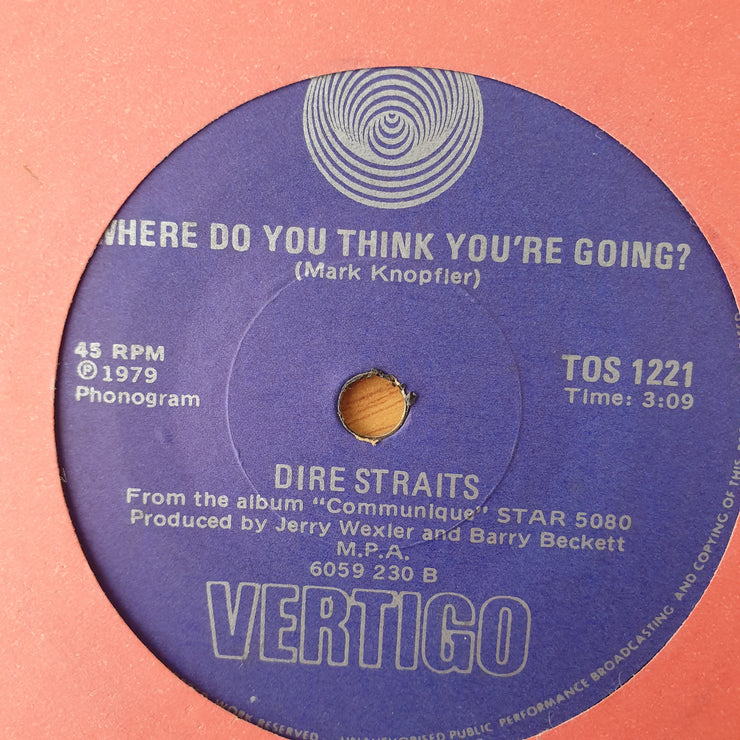 WHERE DO YOU THINK YOU'RE GOING?
(Mark Knopfler)
45 RPM
Ⓟ 1979
Phonogram
TOS 1221
Time: 3:09
DIRE STRAITS
From the album "Communique" STAR 5080
Produced by Jerry Wexler and Barry Beckett
M.P.A.
6059 230 B
VERTIGO
WORK RESERVED UNAUTHORISED PUBLIC PERFORMANCE BROADCASTING AND COPYING OF THIS